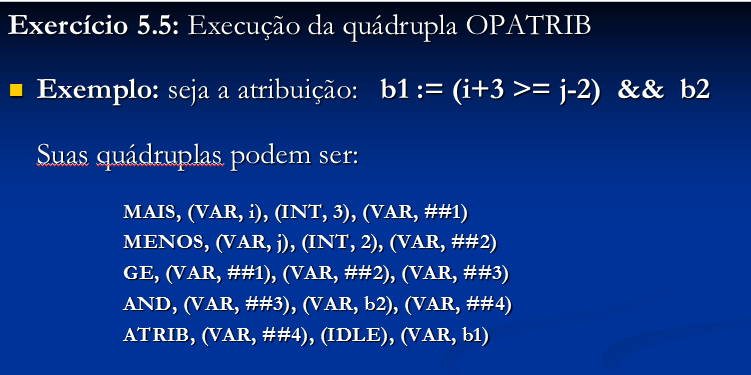 Exercício 5.5: Execução da quádrupla OPATRIB
Exemplo: seja a atribuição: b1 := (i+3 >= j-2) && b2
Suas quádruplas podem ser:
MAIS, (VAR, i), (INT, 3), (VAR, ##1)
MENOS, (VAR, j), (INT, 2), (VAR, ##2)
GE, (VAR, ##1), (VAR, ##2), (VAR, ##3)
AND, (VAR, ##3), (VAR, b2), (VAR, ##4)
ATRIB, (VAR, ##4), (IDLE), (VAR, b1)